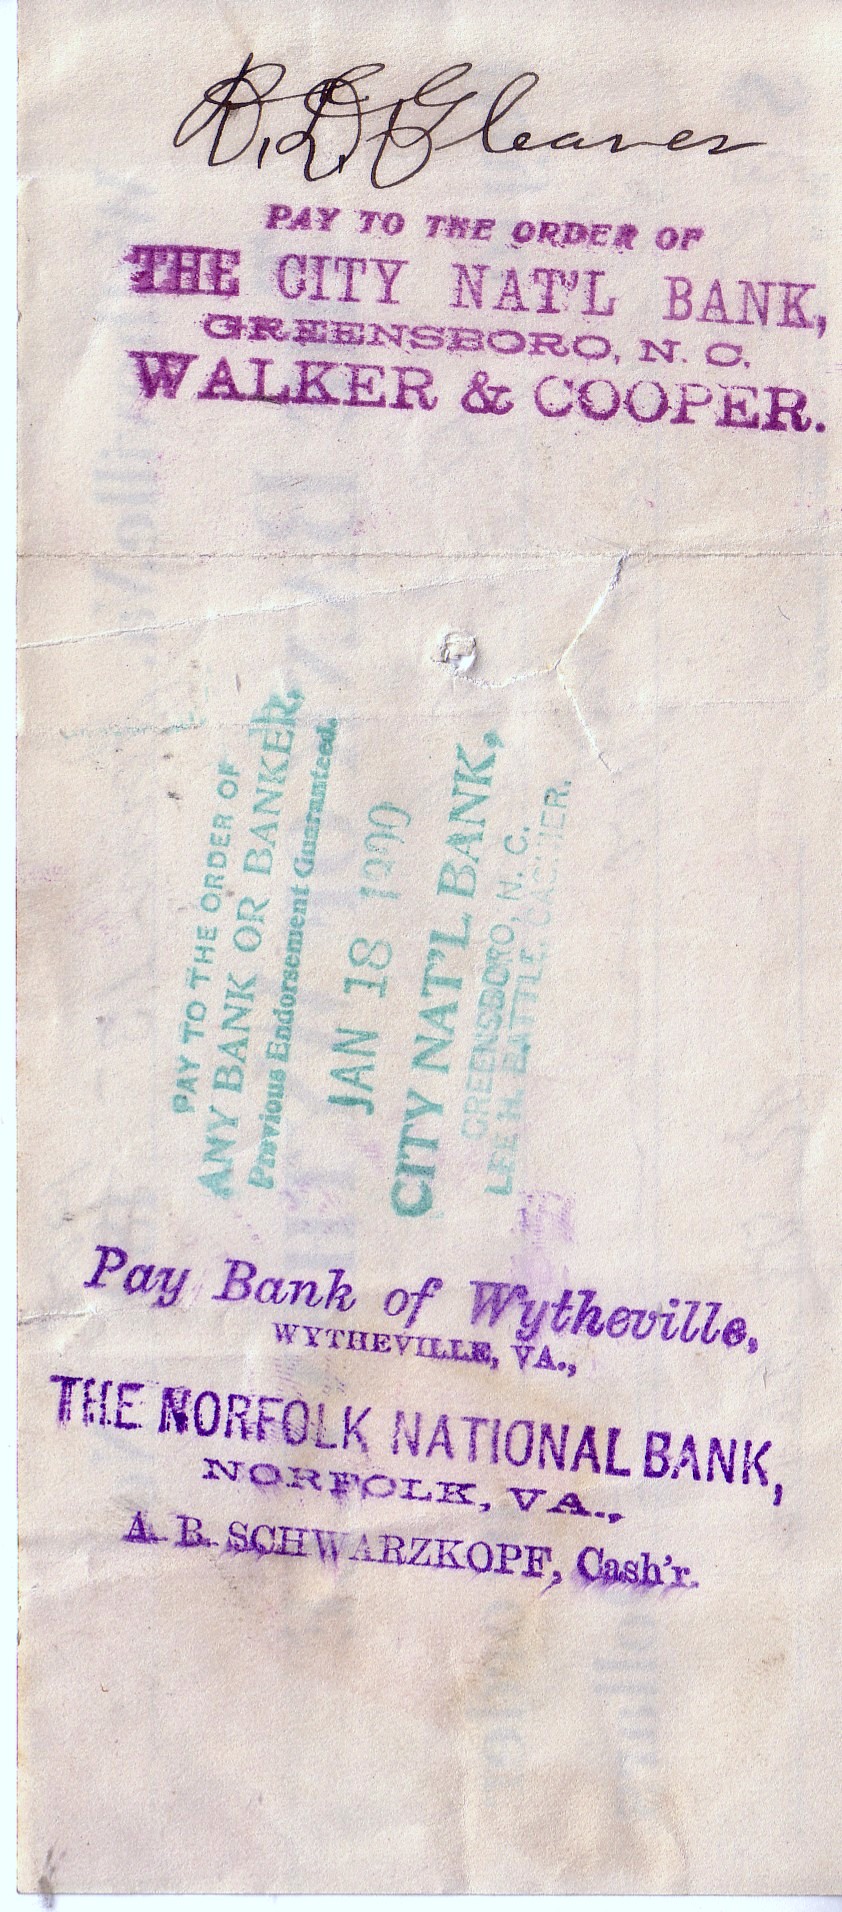 R. D. Gleaves
PAY TO THE ORDER OF
THE CITY NAT'L BANK,
GREENSBORO, N. C.
WALKER & COOPER.
PAY TO THE ORDER OF
ANY BANK OR BANKER,
Previous Endorsement Guaranteed.
JAN 18 1900
CITY NAT'L BANK,
GREENSBORO, N. C.
LEE H. BATTLE, CASHIER.
Pay Bank of Wytheville,
WYTHEVILLE, VA.,
THE NORFOLK NATIONAL BANK,
NORFOLK, VA.,
A. B. SCHWARZKOPF, Cash'r.